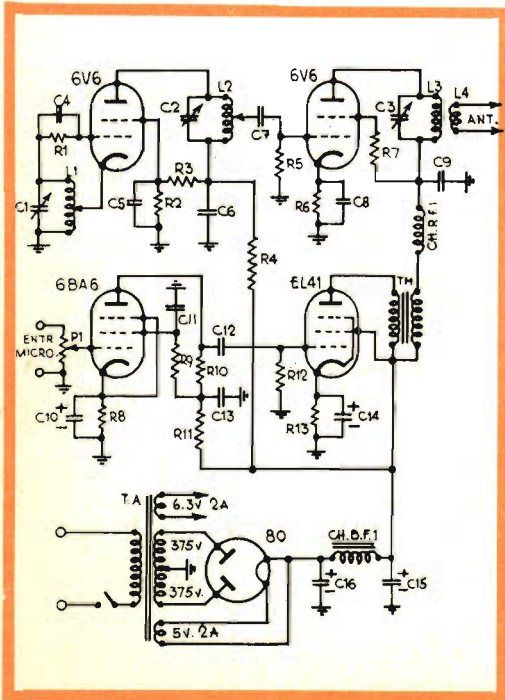 6V6
6V6
C4
R1
C1
L1
C5
R2
R3
C2
L2
C6
C7
R5
R6
C8
R7
C3
L3
L4
ANT.
C9
CH.R.F.1
R4
6BA6
EL41
TM
ENTR
MICRO.
P1
C10
R8
C11
R9
R10
C12
C13
R11
R12
R13
C14
T.A
6.3V 2A
375v.
375v.
5v. 2A
80
CH.B.F.1
C16
C15